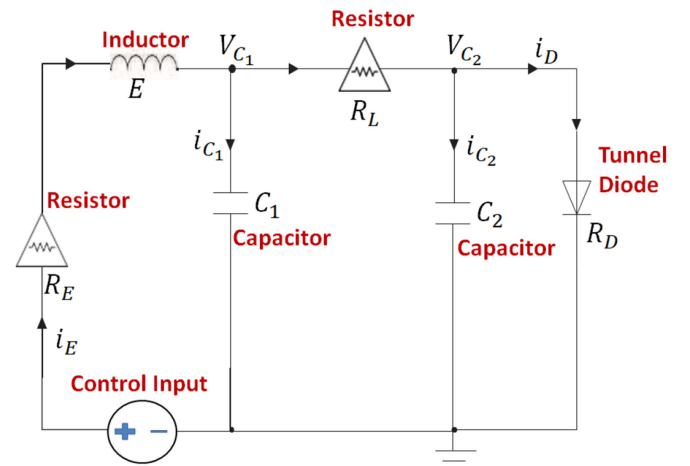 Resistor
Inductor
V_{C_1}
V_{C_2}
i_D
E
R_L
i_{C_1}
i_{C_2}
Tunnel
Diode
Resistor
C_1
C_2
Capacitor
Capacitor
R_D
R_E
i_E
Control Input
+ −